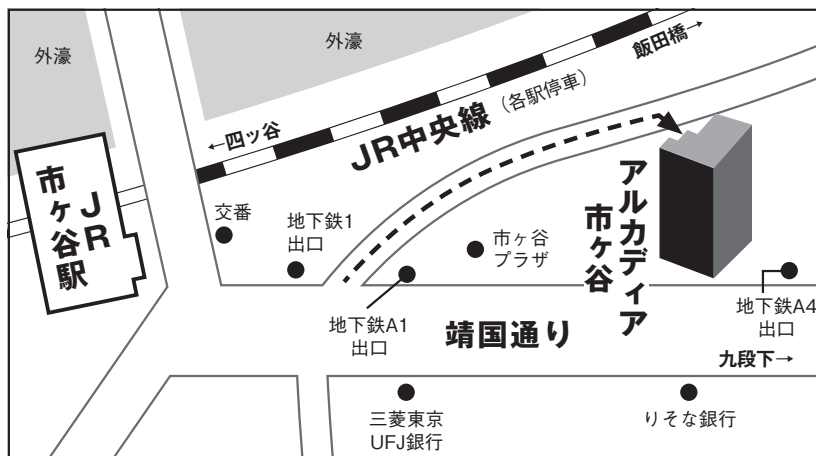 外濠
外濠
飯田橋→
←四ッ谷
JR中央線（各駅停車）
JR
市ヶ谷駅
交番
地下鉄1
出口
市ヶ谷
プラザ
アルカディア
市ヶ谷
地下鉄A1
出口
靖国通り
地下鉄A4
出口
九段下→
三菱東京
UFJ銀行
りそな銀行